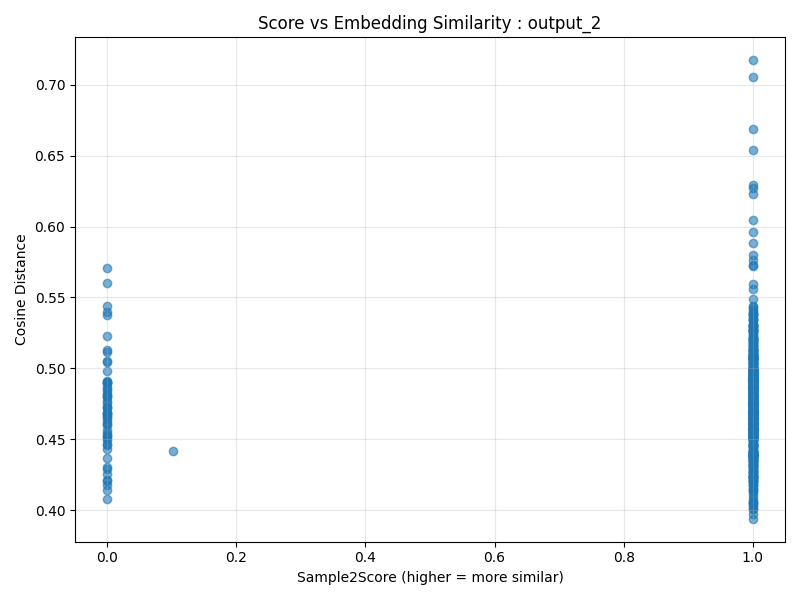 Score vs Embedding Similarity : output_2
Cosine Distance
0.70
0.65
0.60
0.55
0.50
0.45
0.40
0.0 0.2 0.4 0.6 0.8 1.0
Sample2Score (higher = more similar)